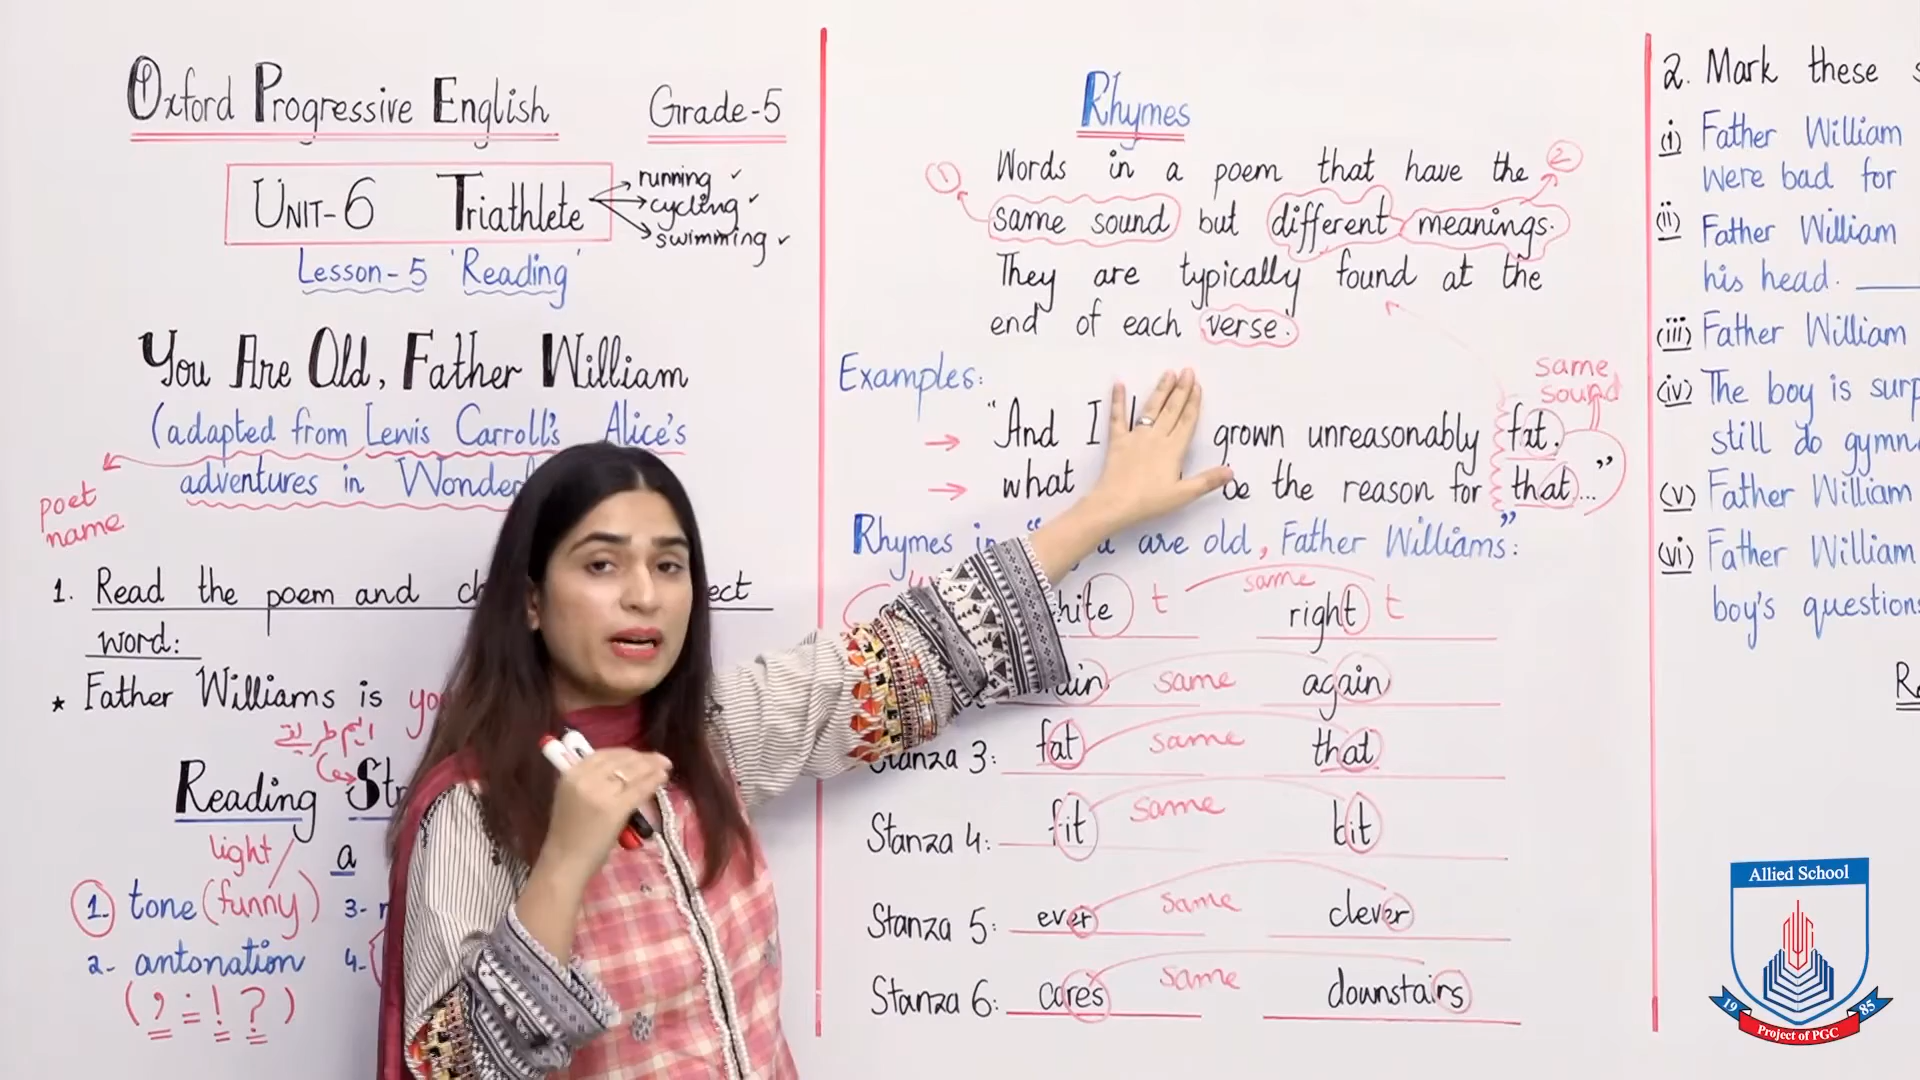 Oxford Progressive English
Grade-5
UNIT-6 Triathlete
running
cycling
swimming
Lesson-5 'Reading'
You Are Old, Father William
(adapted from Lewis Carroll's Alice's
adventures in
poet
name
1. Read the poem and
word:
Father Williams is
Reading
light
a
1. tone (funny)
2- antonation
( , ; ! ? )
3-
4-
Rhymes
1
2
Words in a poem that have the
same sound but different meanings.
They are typically found at the
end of each verse.
Examples:
same
sound
"And I grown unreasonably fat.
what be the reason for that..."
Rhymes in are old, Father Williams:
t same right t
same again
Stanza 3: fat same that
Stanza 4: fit same bit
Stanza 5: ever same clever
Stanza 6: cares same downstairs
2. Mark these
(i) Father William
were bad for
(ii) Father William
his head.
(iii) Father William
(iv) The boy is
still do
(v) Father William
(vi) Father William
boy's
Allied School
1985
Project of PGC